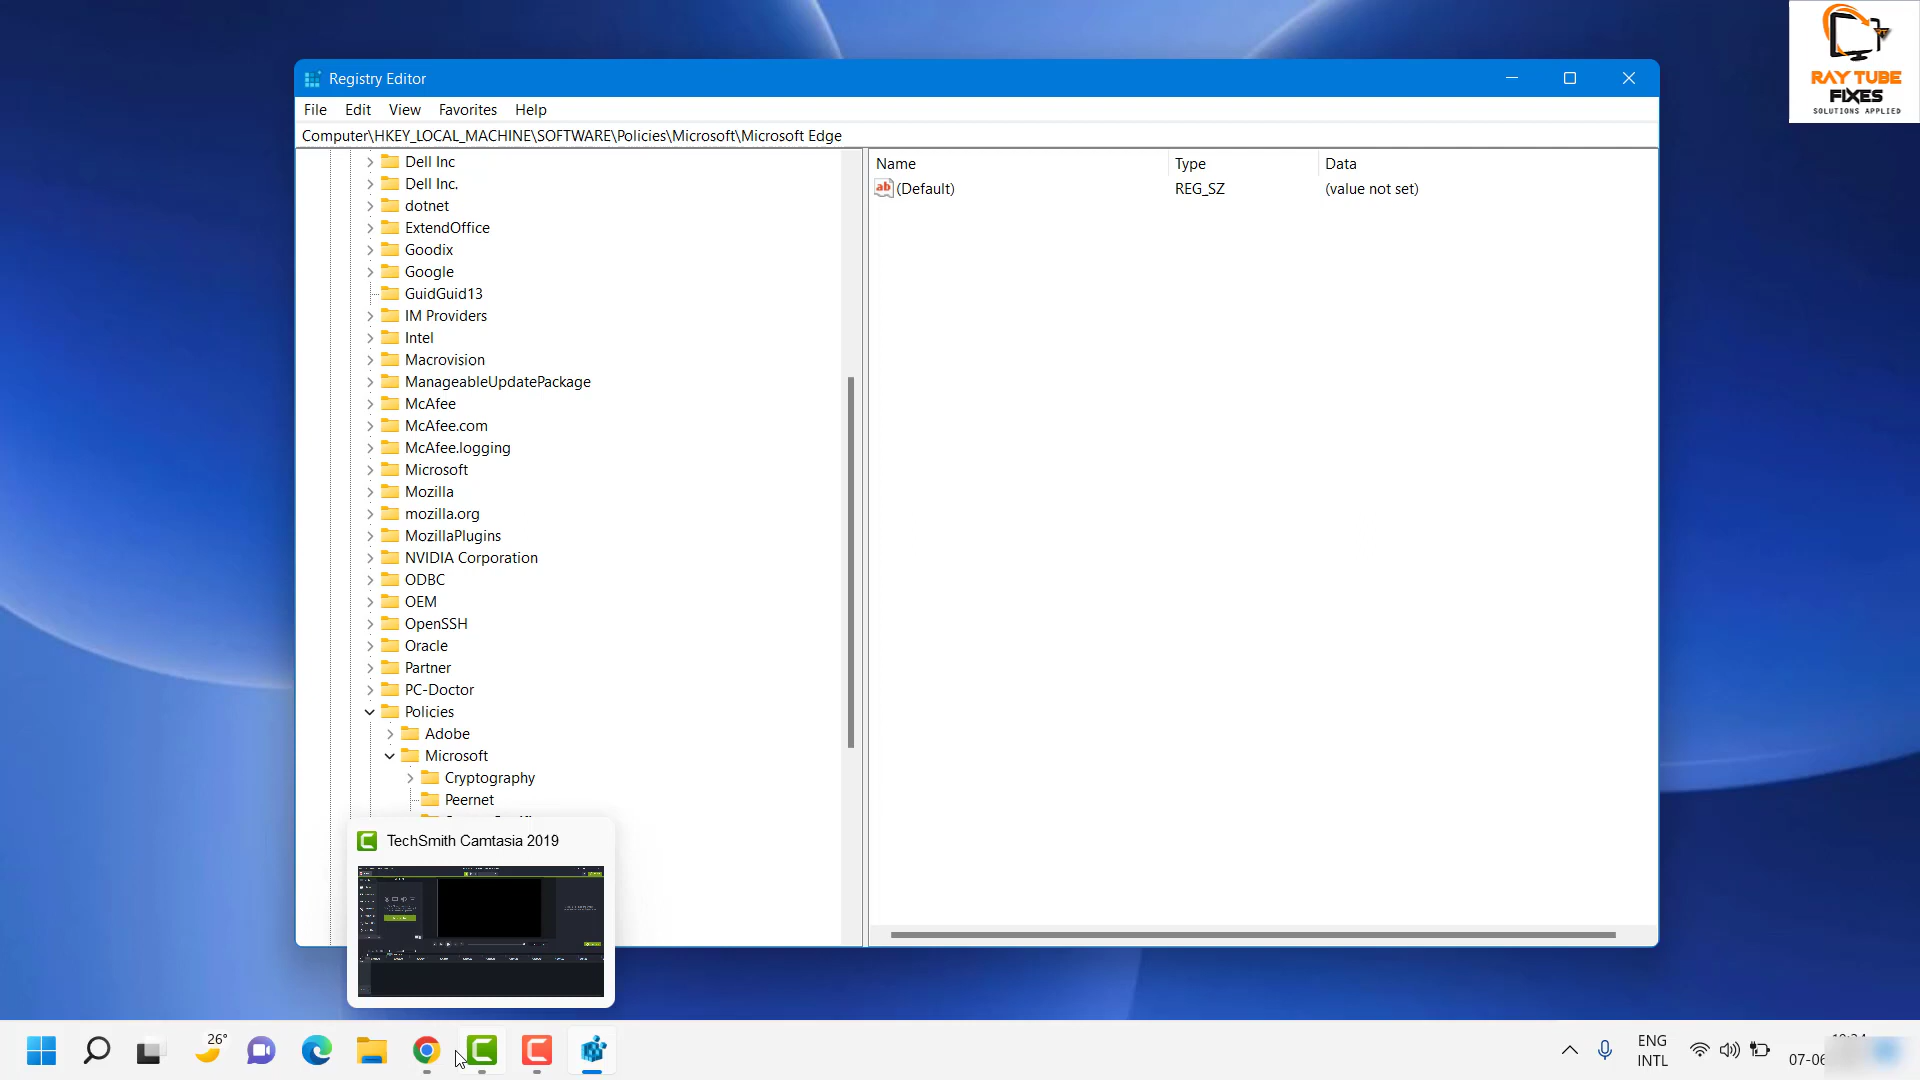 RAY TUBE
FIXES
SOLUTIONS APPLIED
Registry Editor
File Edit View Favorites Help
Computer\HKEY_LOCAL_MACHINE\SOFTWARE\Policies\Microsoft\Microsoft Edge
Name Type Data
ab (Default) REG_SZ (value not set)
Dell Inc
Dell Inc.
dotnet
ExtendOffice
Goodix
Google
GuidGuid13
IM Providers
Intel
Macrovision
ManageableUpdatePackage
McAfee
McAfee.com
McAfee.logging
Microsoft
Mozilla
mozilla.org
MozillaPlugins
NVIDIA Corporation
ODBC
OEM
OpenSSH
Oracle
Partner
PC-Doctor
Policies
Adobe
Microsoft
Cryptography
Peernet
TechSmith Camtasia 2019
26°
ENG
INTL
07-06